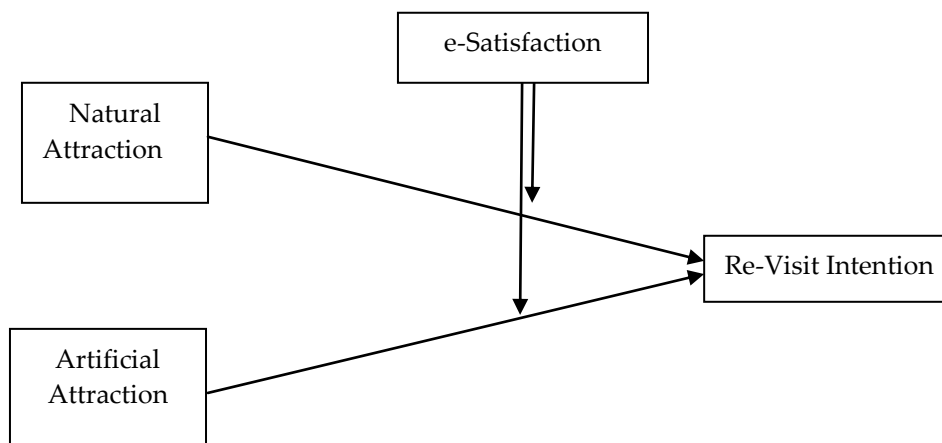 e-Satisfaction
Natural
Attraction
Re-Visit Intention
Artificial
Attraction